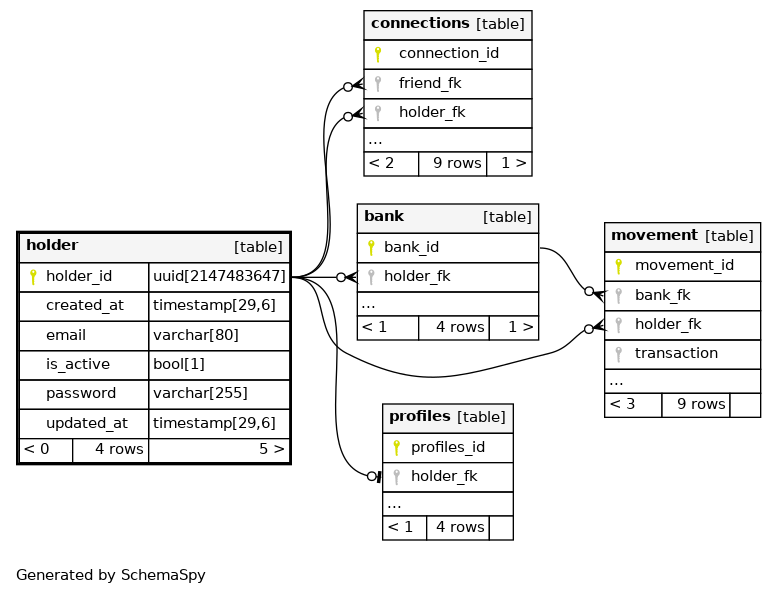 connections [table]
connection_id
friend_fk
holder_fk
...
< 2 9 rows 1 >
holder [table]
holder_id uuid[2147483647]
created_at timestamp[29,6]
email varchar[80]
is_active bool[1]
password varchar[255]
updated_at timestamp[29,6]
< 0 4 rows 5 >
bank [table]
bank_id
holder_fk
...
< 1 4 rows 1 >
movement [table]
movement_id
bank_fk
holder_fk
transaction
...
< 3 9 rows
profiles [table]
profiles_id
holder_fk
...
< 1 4 rows
Generated by SchemaSpy